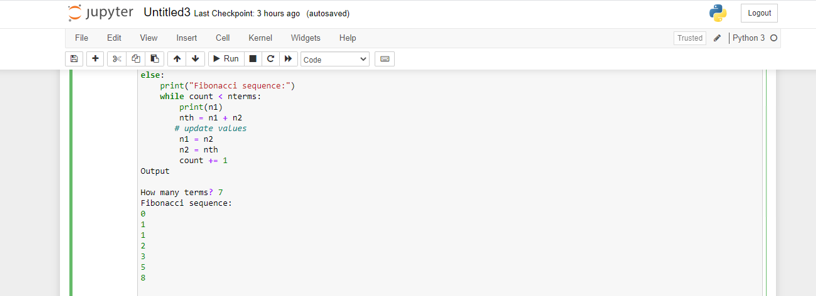 jupyter Untitled3 Last Checkpoint: 3 hours ago (autosaved) Logout
File Edit View Insert Cell Kernel Widgets Help Trusted Python 3
Run Code
else:
    print("Fibonacci sequence:")
    while count < nterms:
        print(n1)
        nth = n1 + n2
       # update values
        n1 = n2
        n2 = nth
        count += 1
Output
How many terms? 7
Fibonacci sequence:
0
1
1
2
3
5
8